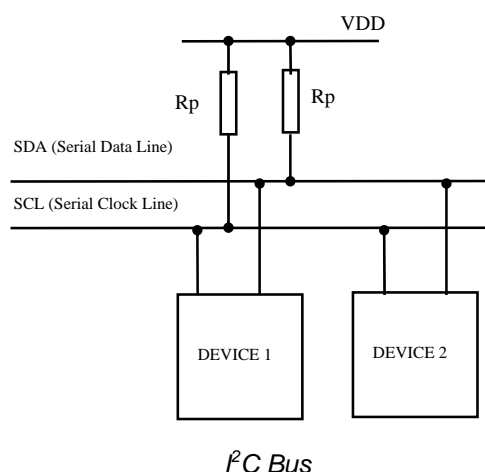 VDD
Rp
Rp
SDA (Serial Data Line)
SCL (Serial Clock Line)
DEVICE 1
DEVICE 2
I²C Bus